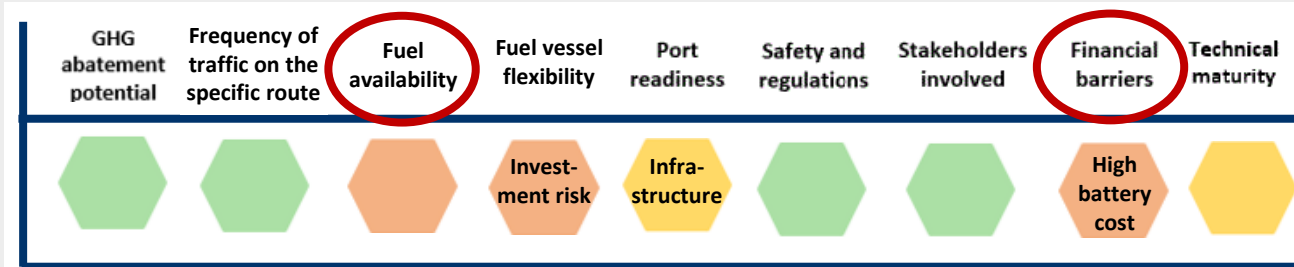 GHG
abatement
potential
Frequency of
traffic on the
specific route
Fuel
availability
Fuel vessel
flexibility
Port
readiness
Safety and
regulations
Stakeholders
involved
Financial
barriers
Technical
maturity
Invest-
ment risk
Infra-
structure
High
battery
cost